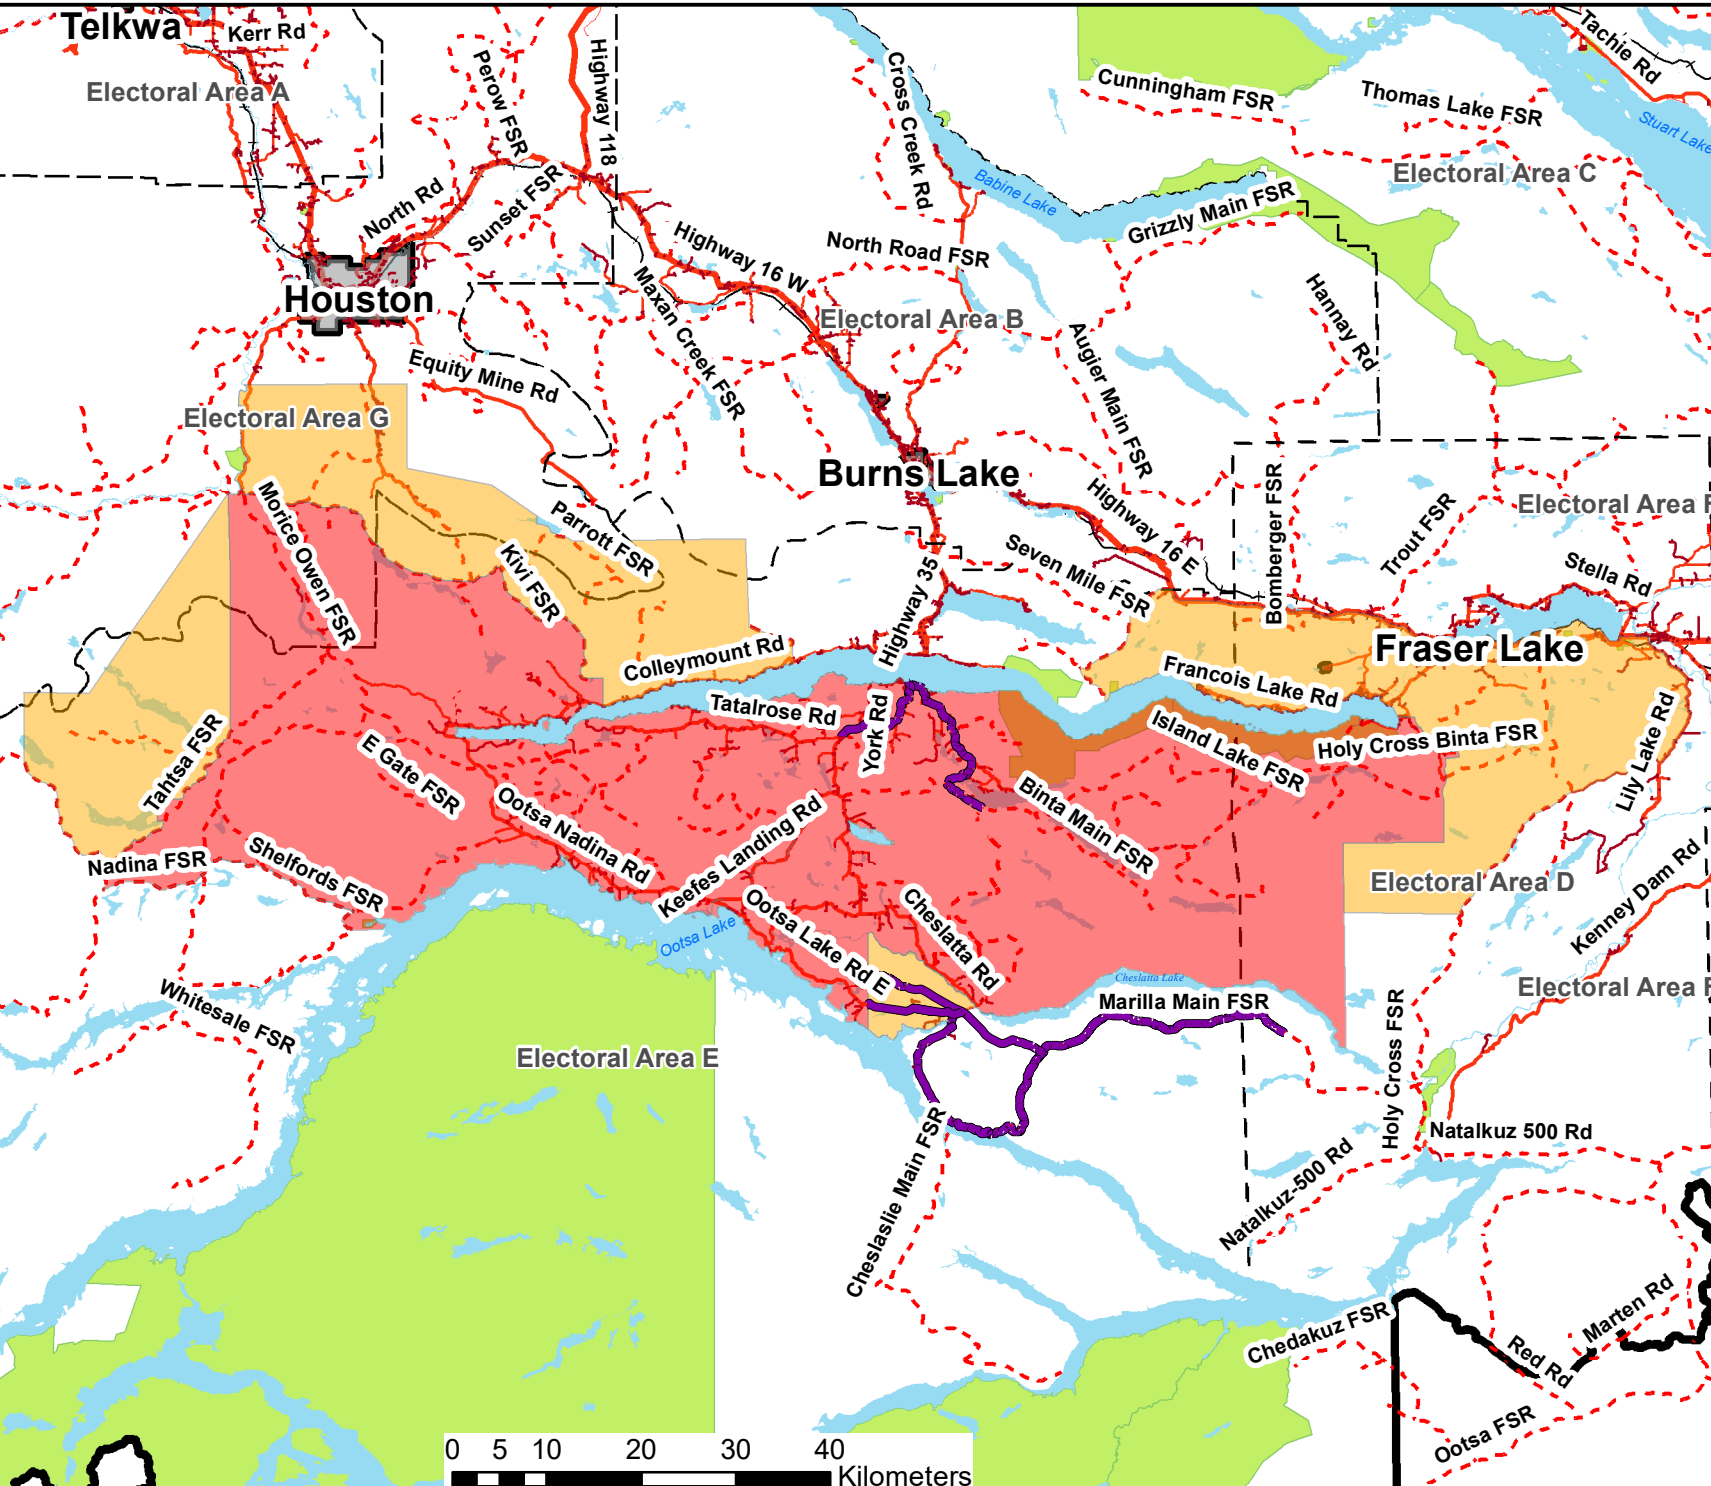 Telkwa
Kerr Rd
Electoral Area A
Perow FSR
Highway 118
Cross Creek Rd
Cunningham FSR
Thomas Lake FSR
Tachie Rd
Stuart Lake
Electoral Area C
Babine Lake
Grizzly Main FSR
North Rd
Sunset FSR
Highway 16 W
North Road FSR
Houston
Maxan Creek FSR
Electoral Area B
Hannay Rd
Augier Main FSR
Equity Mine Rd
Electoral Area G
Burns Lake
Morice Owen FSR
Parrott FSR
Kivi FSR
Highway 16 E
Bomberger FSR
Trout FSR
Electoral Area F
Seven Mile FSR
Stella Rd
Highway 35
Fraser Lake
Colleymount Rd
Francois Lake Rd
Tatalrose Rd
York Rd
Island Lake FSR
Holy Cross Binta FSR
Lily Lake Rd
Tahtsa FSR
E Gate FSR
Ootsa Nadina Rd
Keefes Landing Rd
Binta Main FSR
Nadina FSR
Shelfords FSR
Electoral Area D
Kenney Dam Rd
Ootsa Lake
Ootsa Lake Rd E
Cheslatta Rd
Cheslatta Lake
Marilla Main FSR
Electoral Area F
Whitesale FSR
Electoral Area E
Holy Cross FSR
Cheslaslie Main FSR
Natalkuz 500 Rd
Natalkuz-500 Rd
Chedakuz FSR
Red Rd
Marten Rd
Ootsa FSR
0 5 10 20 30 40
Kilometers